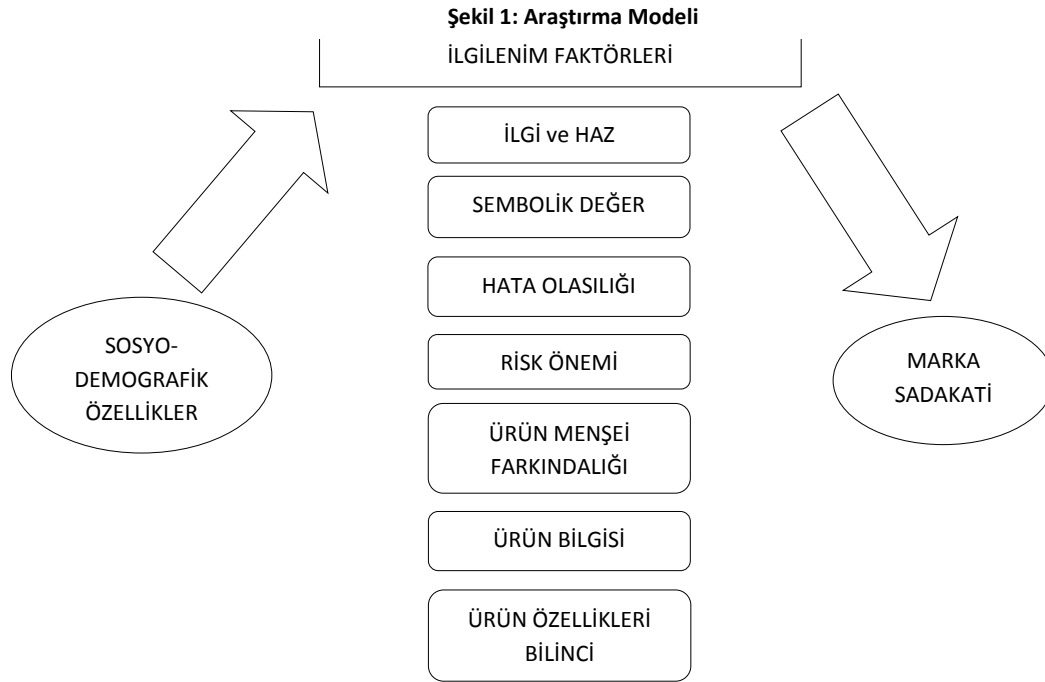 Şekil 1: Araştırma Modeli
İLGİLENİM FAKTÖRLERİ
İLGİ ve HAZ
SEMBOLİK DEĞER
HATA OLASILIĞI
RİSK ÖNEMİ
ÜRÜN MENŞEİ
FARKINDALIĞI
ÜRÜN BİLGİSİ
ÜRÜN ÖZELLİKLERİ
BİLİNCİ
SOSYO-
DEMOGRAFİK
ÖZELLİKLER
MARKA
SADAKATİ